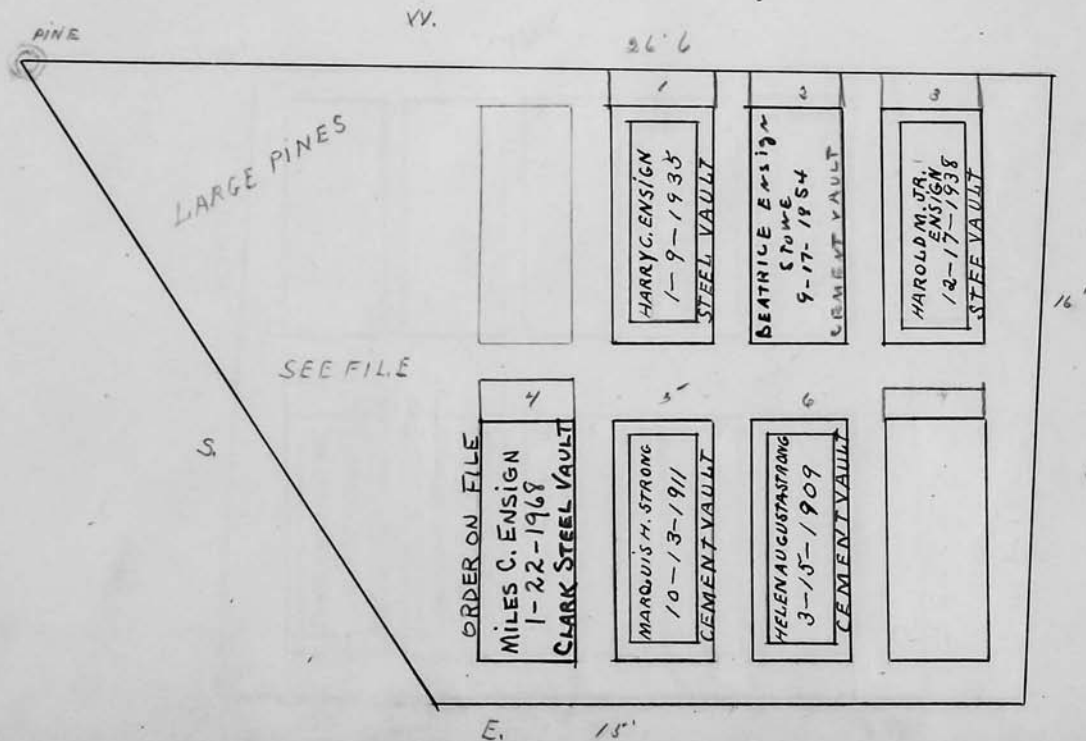 W.
PINE
26' 6
LARGE PINES
1
HARRY C. ENSIGN
1-9-1935
STEEL VAULT
2
BEATRICE ENSIGN
STOWE
9-17-1954
CEMENT VAULT
3
HAROLD M. JR.
ENSIGN
12-17-1938
STEE VAULT
16'
SEE FILE
S.
4
ORDER ON FILE
MILES C. ENSIGN
1-22-1968
CLARK STEEL VAULT
5
MARQUIS H. STRONG
10-13-1911
CEMENT VAULT
6
HELEN AUGUSTA STRONG
3-15-1909
CEMENT VAULT
E.
15'